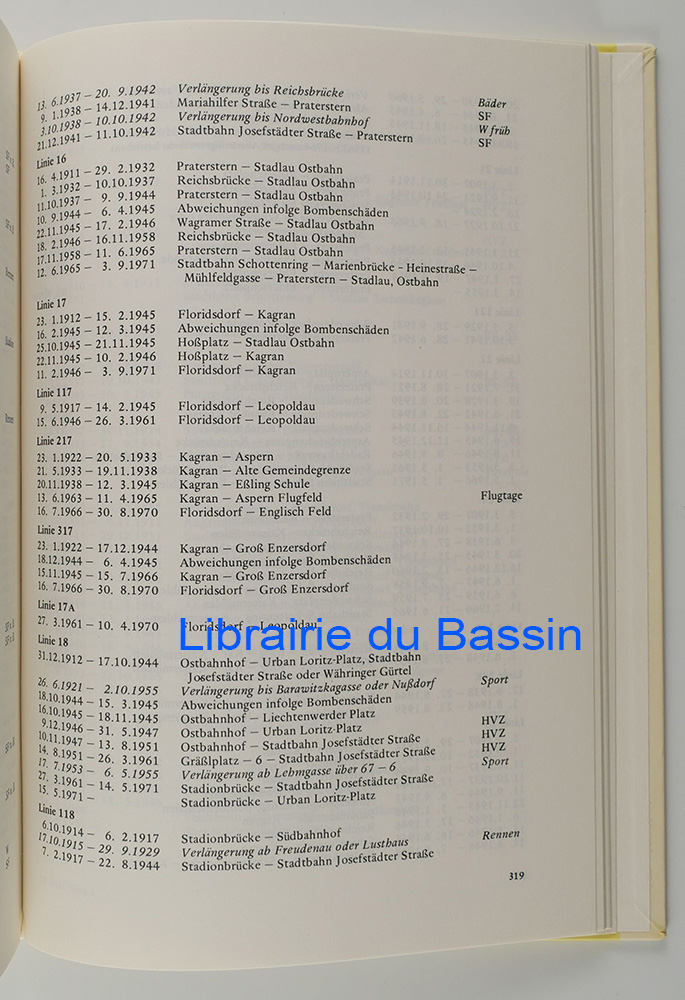 13. 6.1937 – 20. 9.1942 Verlängerung bis Reichsbrücke
9. 1.1938 – 14.12.1941 Mariahilfer Straße – Praterstern Bäder
3.10.1938 – 10.10.1942 Verlängerung bis Nordwestbahnhof SF
21.12.1941 – 11.10.1942 Stadtbahn Josefstädter Straße – Praterstern W früh
SF
Linie 16
16. 4.1911 – 29. 2.1932 Praterstern – Stadlau Ostbahn
1. 3.1932 – 10.10.1937 Reichsbrücke – Stadlau Ostbahn
11.10.1937 – 9. 9.1944 Praterstern – Stadlau Ostbahn
10. 9.1944 – 6. 4.1945 Abweichungen infolge Bombenschäden
22.11.1945 – 17. 2.1946 Wagramer Straße – Stadlau Ostbahn
18. 2.1946 – 16.11.1958 Reichsbrücke – Stadlau Ostbahn
17.11.1958 – 11. 6.1965 Praterstern – Stadlau Ostbahn
12. 6.1965 – 3. 9.1971 Stadtbahn Schottenring – Marienbrücke - Heinestraße –
Mühlfeldgasse – Praterstern – Stadlau, Ostbahn
Linie 17
23. 1.1912 – 15. 2.1945 Floridsdorf – Kagran
16. 2.1945 – 12. 3.1945 Abweichungen infolge Bombenschäden
25.10.1945 – 21.11.1945 Hoßplatz – Stadlau Ostbahn
22.11.1945 – 10. 2.1946 Hoßplatz – Kagran
11. 2.1946 – 3. 9.1971 Floridsdorf – Kagran
Linie 117
9. 5.1917 – 14. 2.1945 Floridsdorf – Leopoldau
15. 6.1946 – 26. 3.1961 Floridsdorf – Leopoldau
Linie 217
23. 1.1922 – 20. 5.1933 Kagran – Aspern
21. 5.1933 – 19.11.1938 Kagran – Alte Gemeindegrenze
20.11.1938 – 12. 3.1945 Kagran – Eßling Schule
13. 6.1963 – 11. 4.1965 Kagran – Aspern Flugfeld Flugtage
16. 7.1966 – 30. 8.1970 Floridsdorf – Englisch Feld
Linie 317
23. 1.1922 – 17.12.1944 Kagran – Groß Enzersdorf
18.12.1944 – 6. 4.1945 Abweichungen infolge Bombenschäden
15.11.1945 – 15. 7.1966 Kagran – Groß Enzersdorf
16. 7.1966 – 30. 8.1970 Floridsdorf – Groß Enzersdorf
Linie 17A
27. 3.1961 – 10. 4.1970 Floridsdorf – Leopoldau
Librairie du Bassin
Linie 18
31.12.1912 – 17.10.1944 Ostbahnhof – Urban Loritz-Platz, Stadtbahn
Josefstädter Straße oder Währinger Gürtel
26. 6.1921 – 2.10.1955 Verlängerung bis Barawitzkagasse oder Nußdorf Sport
18.10.1944 – 15. 3.1945 Abweichungen infolge Bombenschäden
16.10.1945 – 18.11.1945 Ostbahnhof – Liechtenwerder Platz
9.12.1946 – 31. 5.1947 Ostbahnhof – Urban Loritz-Platz HVZ
10.11.1947 – 13. 8.1951 Ostbahnhof – Stadtbahn Josefstädter Straße HVZ
14. 8.1951 – 26. 3.1961 Gräßlplatz – 6 – Stadtbahn Josefstädter Straße HVZ
17. 7.1953 – 6. 5.1955 Verlängerung ab Lehmgasse über 67 – 6 Sport
27. 3.1961 – 14. 5.1971 Stadionbrücke – Stadtbahn Josefstädter Straße
15. 5.1971 – Stadionbrücke – Urban Loritz-Platz
Linie 118
6.10.1914 – 6. 2.1917 Stadionbrücke – Südbahnhof
17.10.1915 – 29. 9.1929 Verlängerung ab Freudenau oder Lusthaus Rennen
7. 2.1917 – 22. 8.1944 Stadionbrücke – Stadtbahn Josefstädter Straße
319